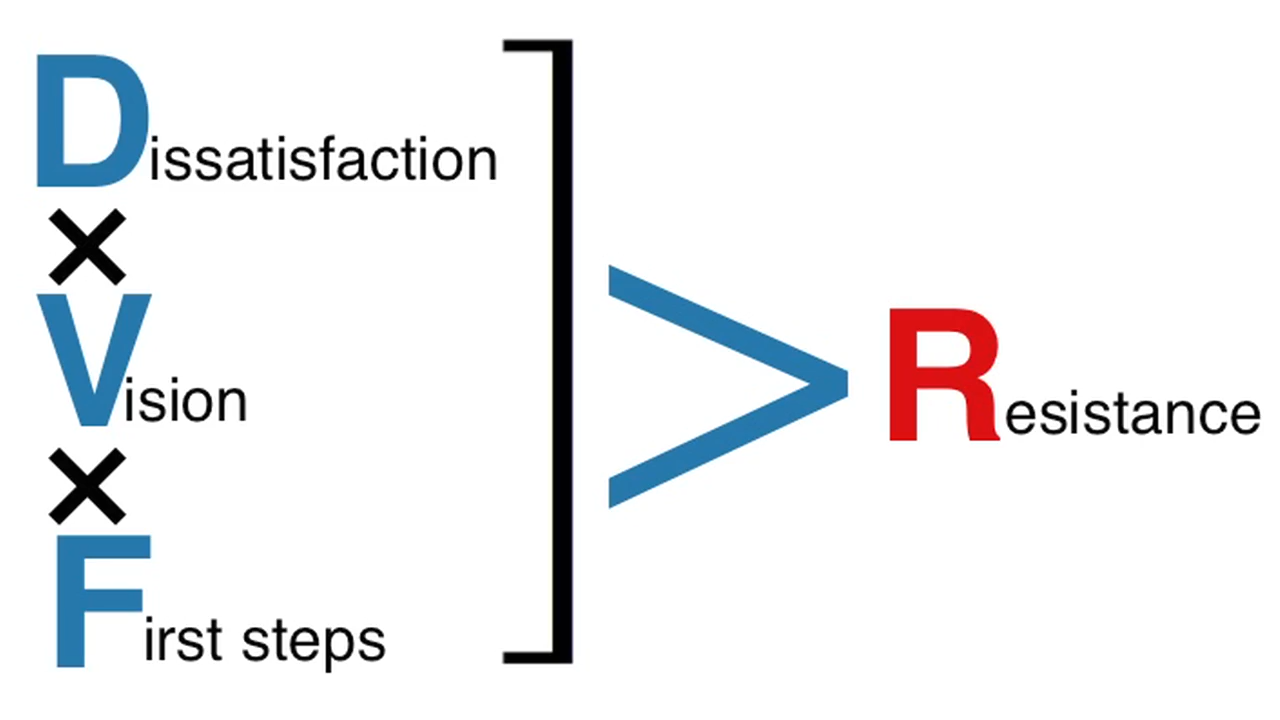 Dissatisfaction
×
Vision
×
First steps
>
Resistance